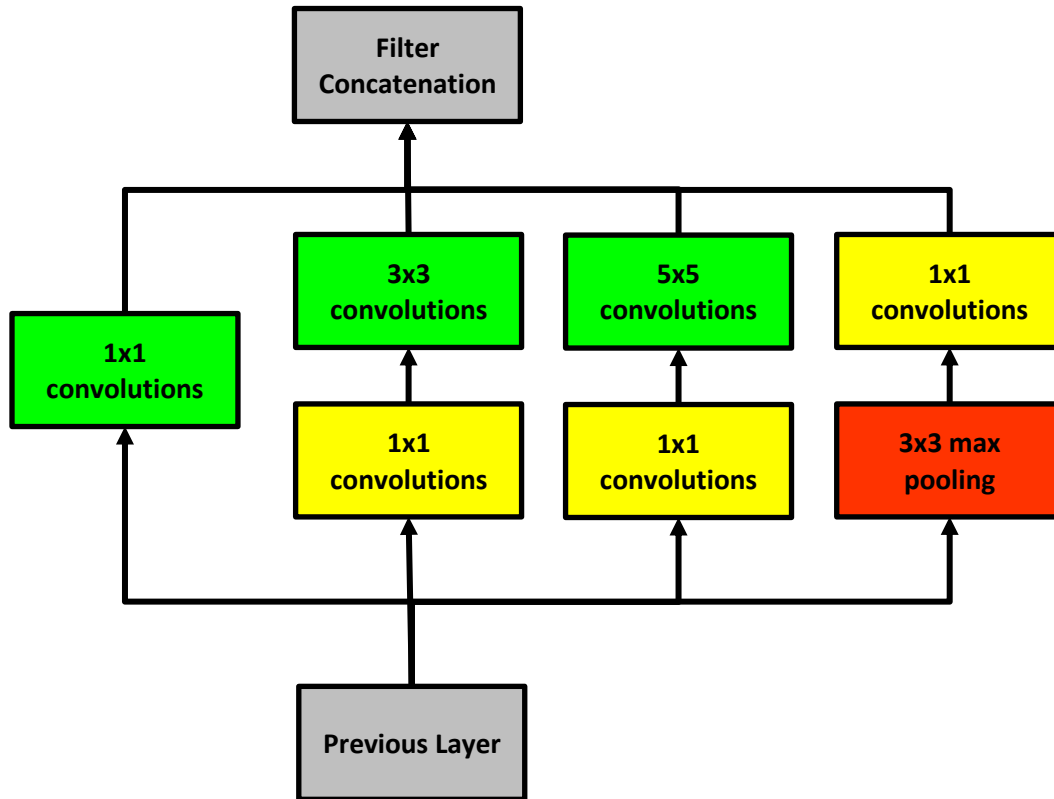 Filter
Concatenation
3x3
convolutions
5x5
convolutions
1x1
convolutions
1x1
convolutions
1x1
convolutions
1x1
convolutions
3x3 max
pooling
Previous Layer